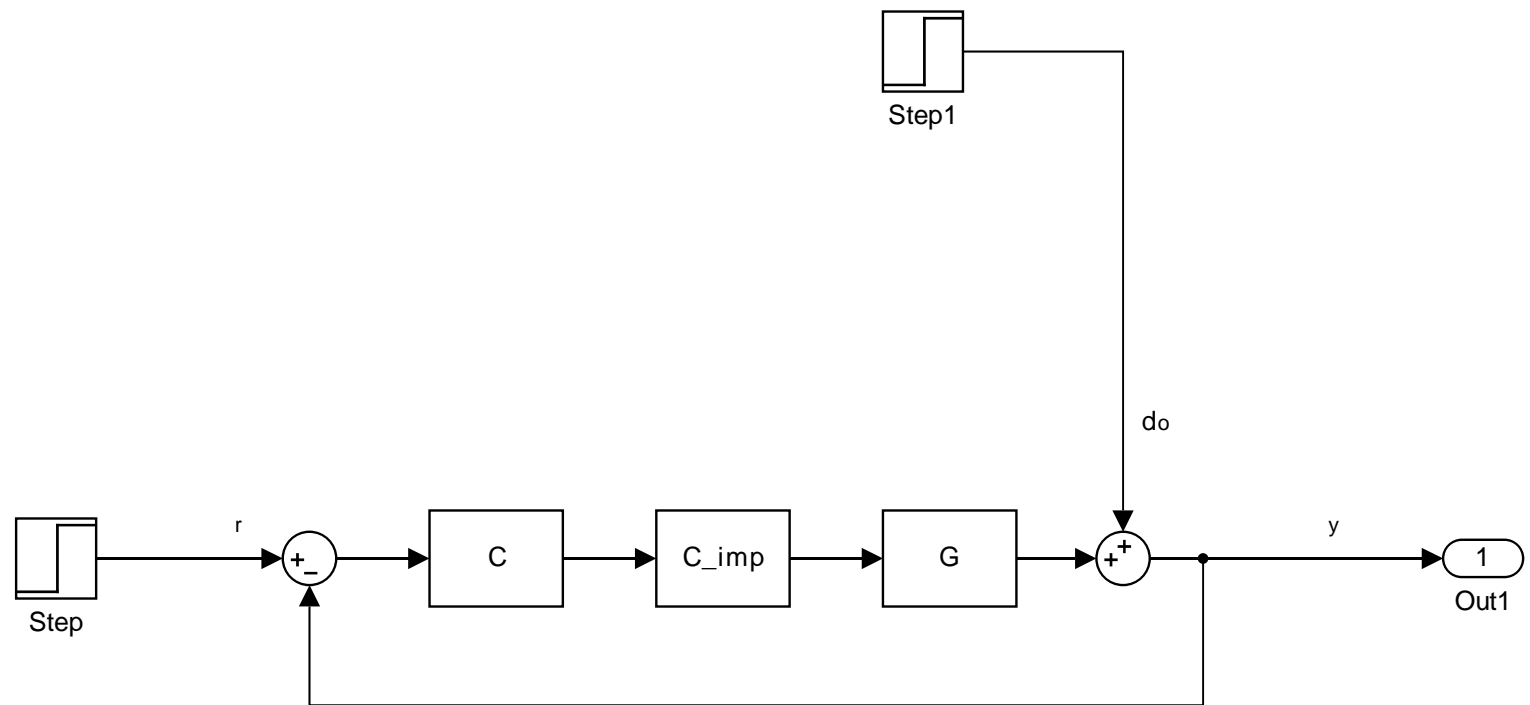 Step1
do
r
y
C
C_imp
G
1
+
−
+
+
Step
Out1